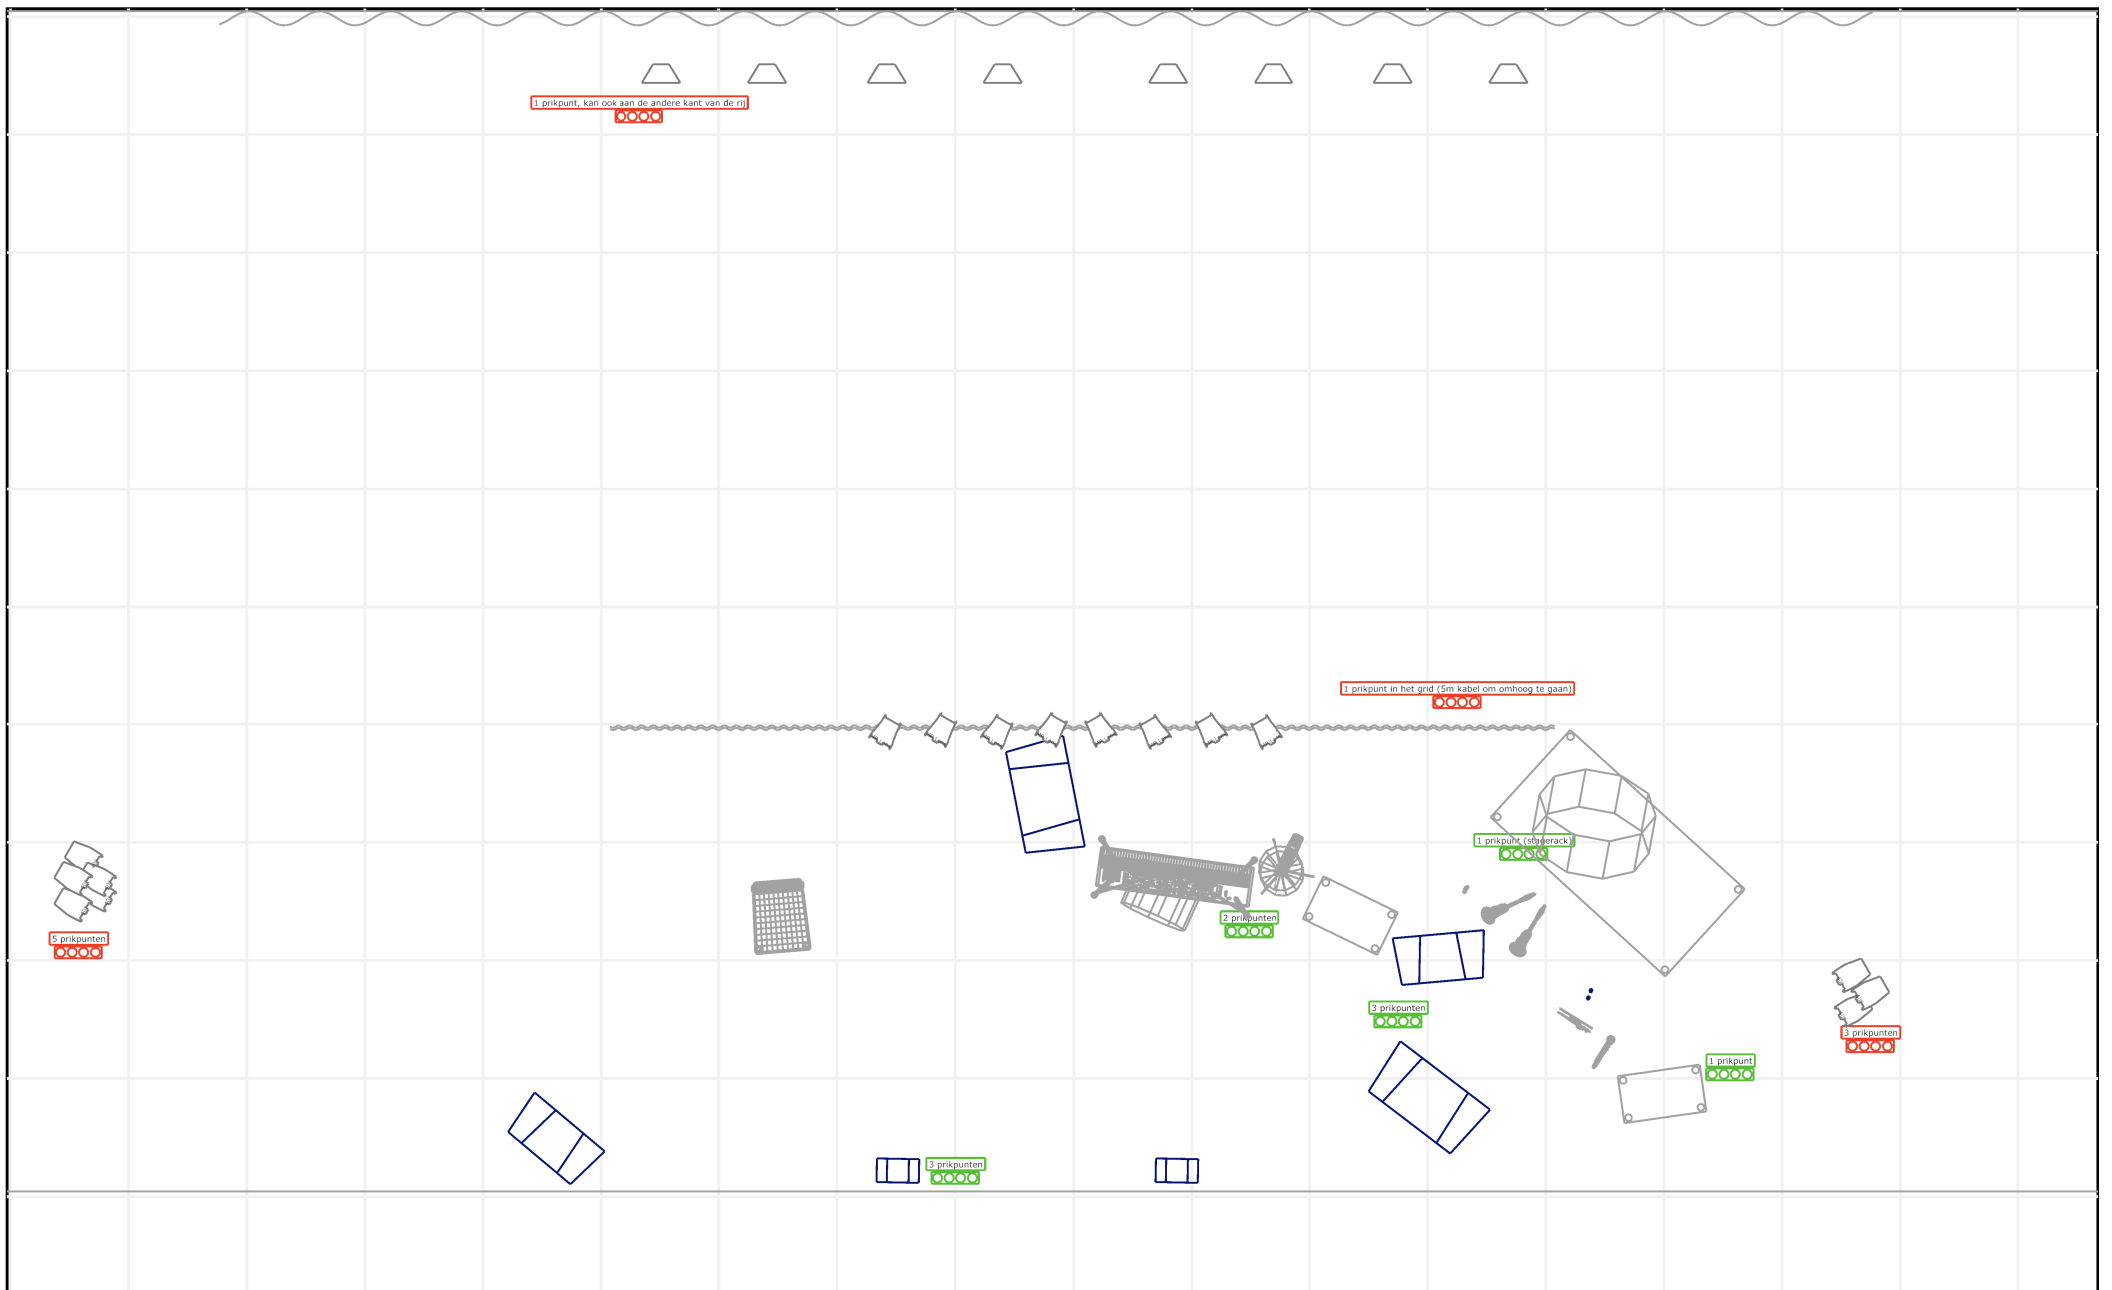 1 prikpunt, kan ook aan de andere kant van de rij
1 prikpunt in het grid (5m kabel om omhoog te gaan)
1 prikpunt (stagerack)
2 prikpunten
5 prikpunten
3 prikpunten
3 prikpunten
1 prikpunt
3 prikpunten